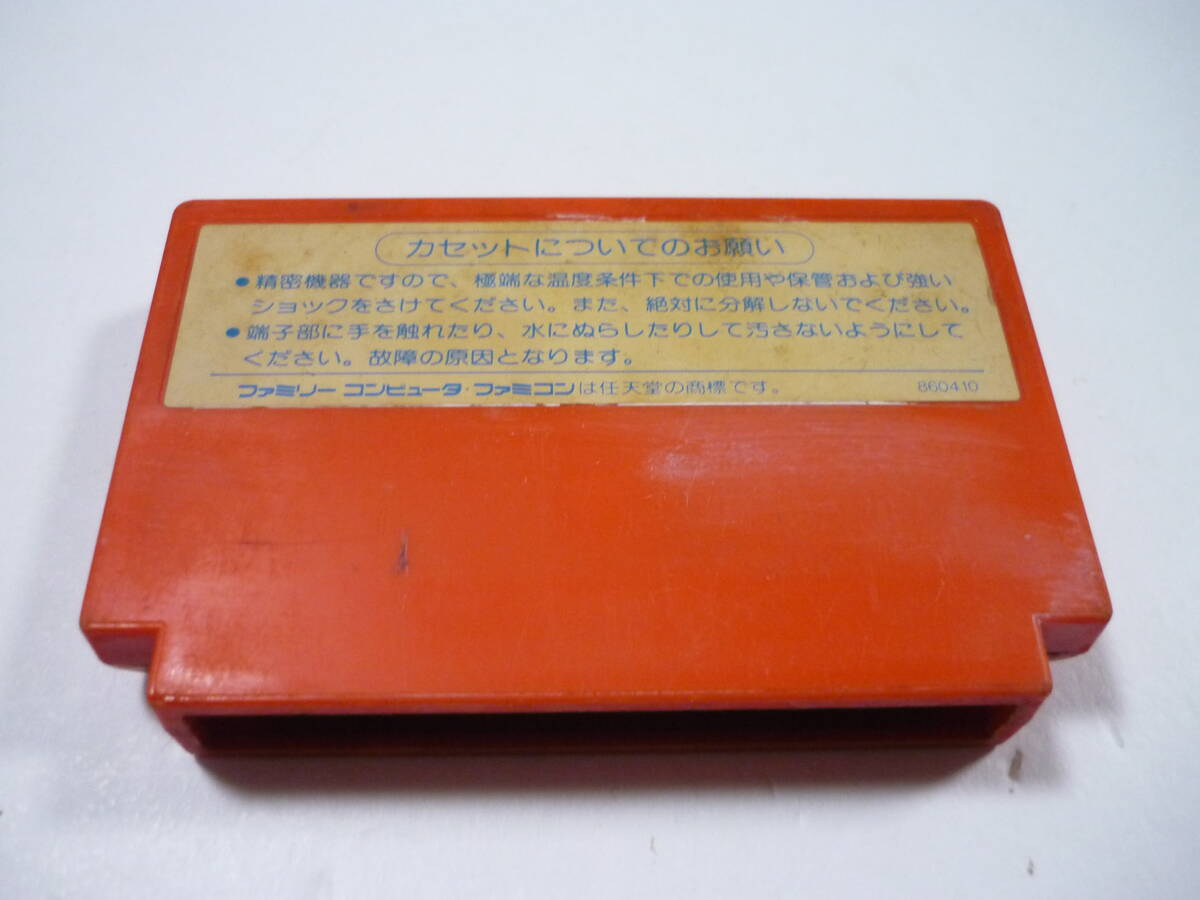 カセットについてのお願い
●精密機器ですので、極端な温度条件下での使用や保管および強い
ショックをさけてください。また、絶対に分解しないでください。
●端子部に手を触れたり、水にぬらしたりして汚さないようにして
ください。故障の原因となります。
ファミリー コンピュータ・ファミコンは任天堂の商標です。 860410